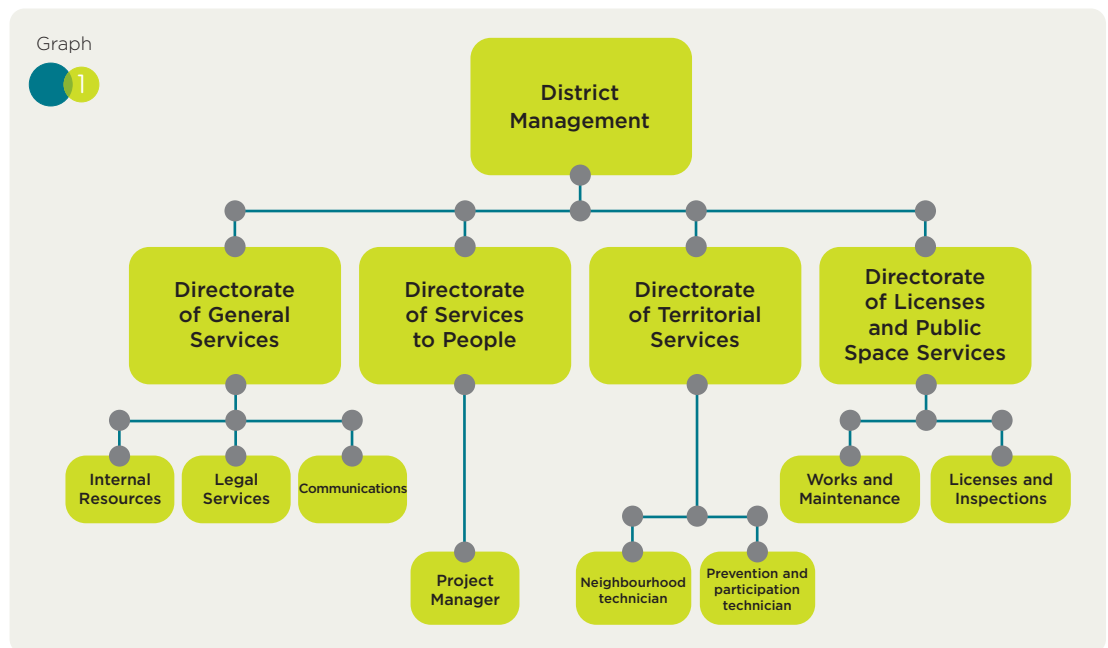 Graph
1
District
Management
Directorate
of General
Services
Directorate
of Services
to People
Directorate
of Territorial
Services
Directorate
of Licenses
and Public
Space Services
Internal
Resources
Legal
Services
Communications
Works and
Maintenance
Licenses and
Inspections
Project
Manager
Neighbourhood
technician
Prevention and
participation
technician